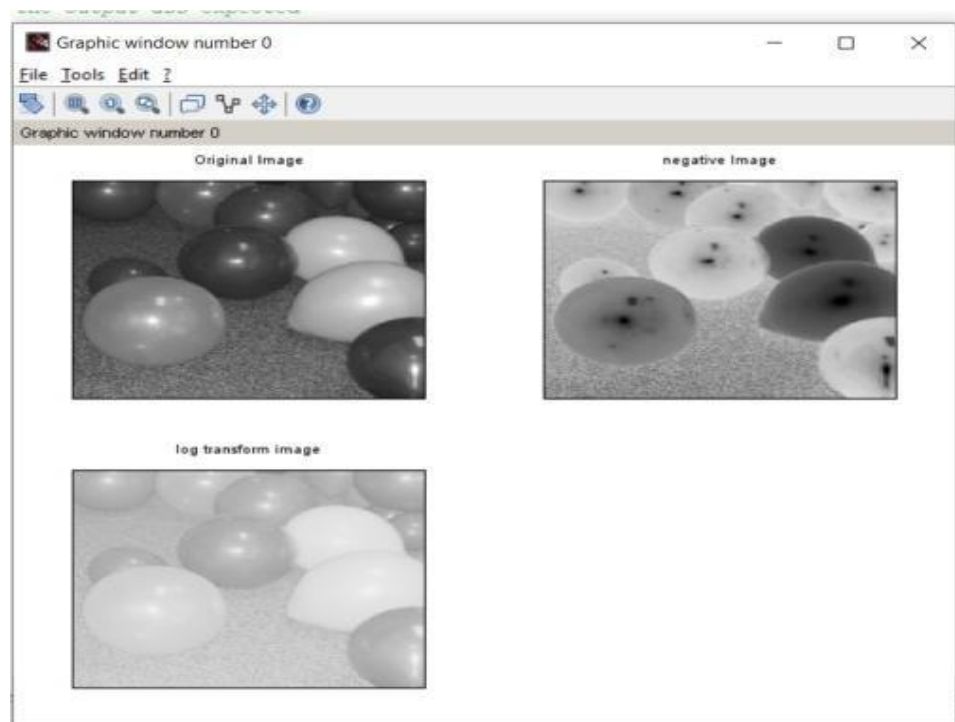 Graphic window number 0
File Tools Edit ?
Graphic window number 0
Original Image
negative Image
log transform image